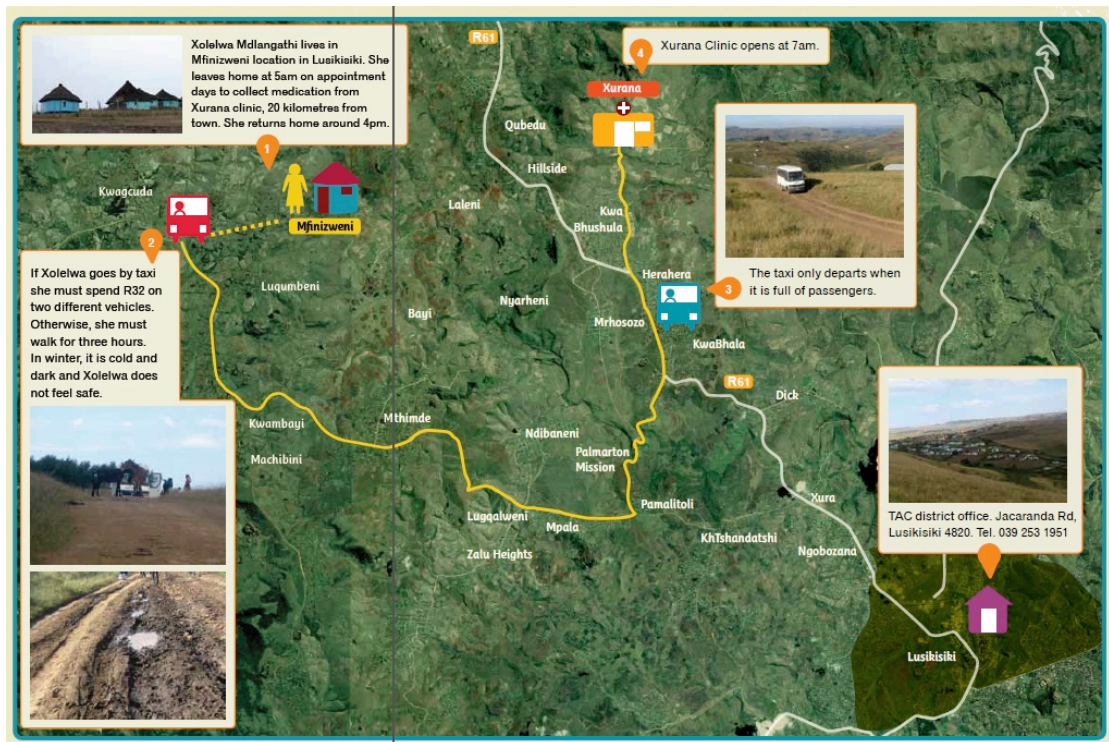 Xolelwa Mdlangathi lives in
Mfinizweni location in Lusikisiki. She
leaves home at 5am on appointment
days to collect medication from
Xurana clinic, 20 kilometres from
town. She returns home around 4pm.
R61
4
Xurana Clinic opens at 7am.
Xurana
Qubedu
Hillside
1
Kwagcuda
Mfinizweni
Laleni
Kwa
Bhushula
2
If Xolelwa goes by taxi
she must spend R32 on
two different vehicles.
Otherwise, she must
walk for three hours.
In winter, it is cold and
dark and Xolelwa does
not feel safe.
Luqumbeni
Bayi
Nyarheni
Herahera
3
The taxi only departs when
it is full of passengers.
Mrhosozo
KwaBhala
R61
Dick
Kwambayi
Mthimde
Machibini
Ndibaneni
Palmarton
Mission
Luqqalweni
Mpala
Pamalitoli
Zalu Heights
KhTshandatshi
Xura
Ngobozana
TAC district office. Jacaranda Rd,
Lusikisiki 4820. Tel. 039 253 1951
Lusikisiki